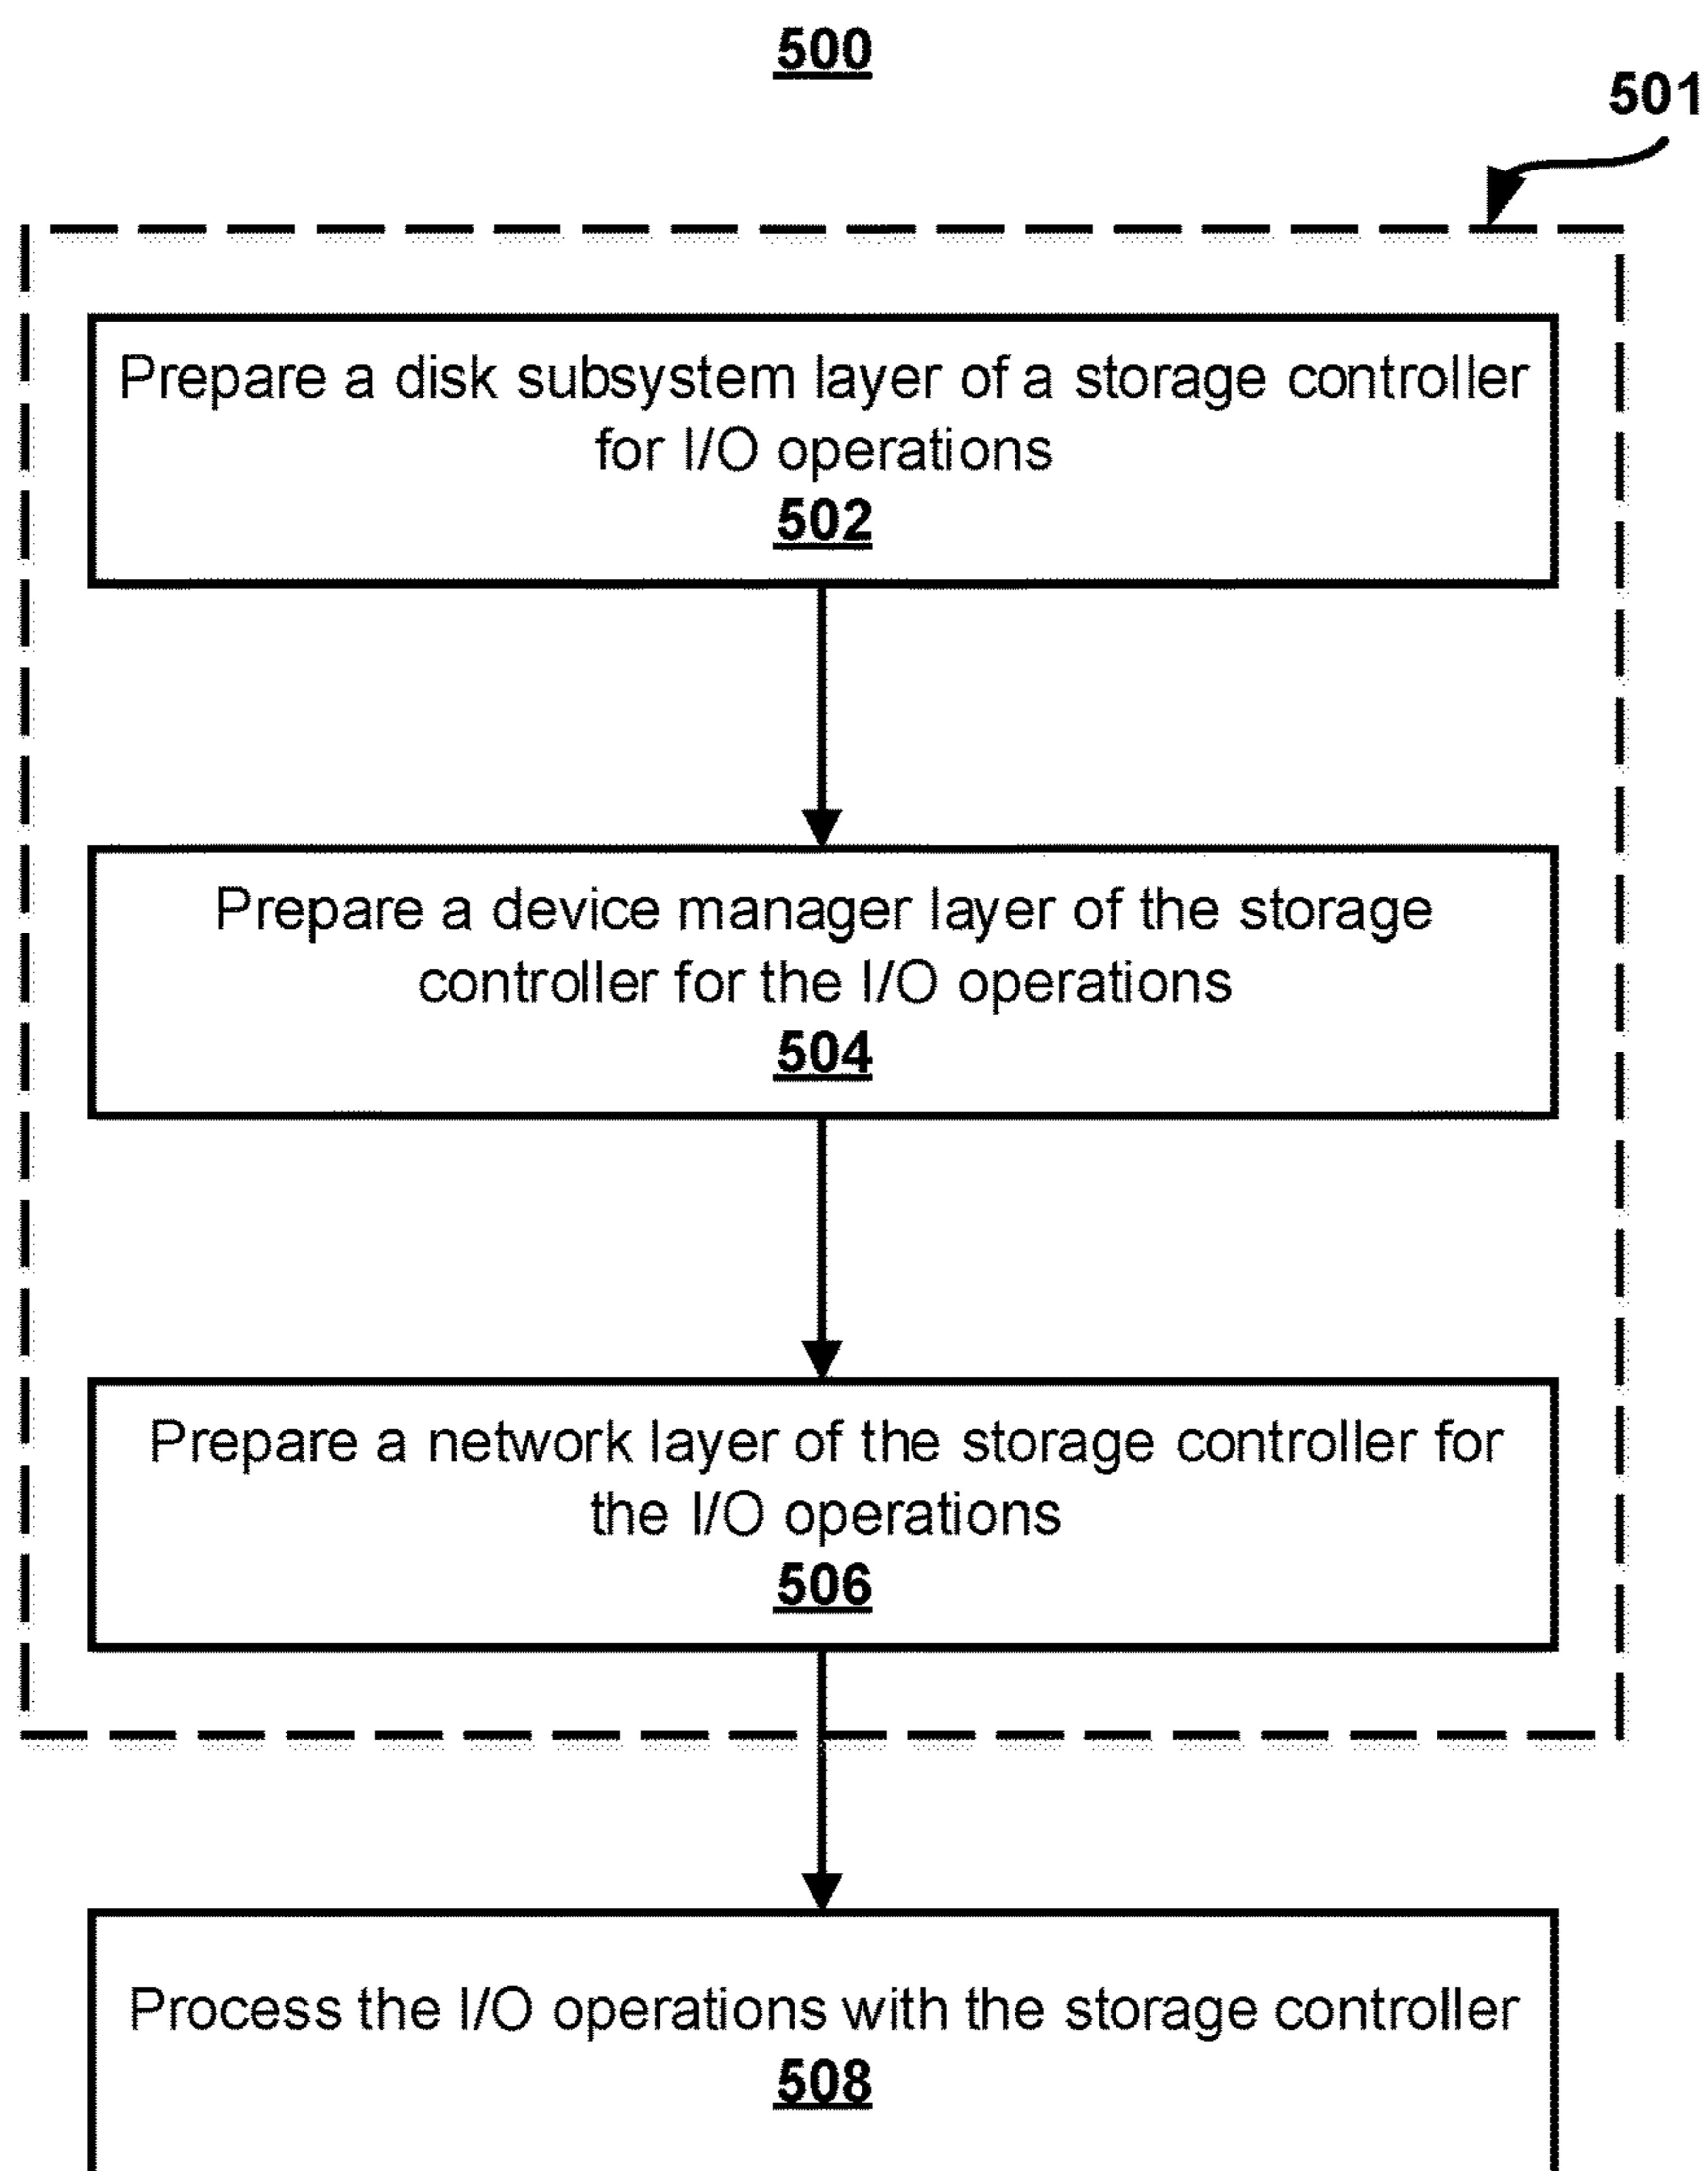 500
501
Prepare a disk subsystem layer of a storage controller
for I/O operations
502
Prepare a device manager layer of the storage
controller for the I/O operations
504
Prepare a network layer of the storage controller for
the I/O operations
506
Process the I/O operations with the storage controller
508